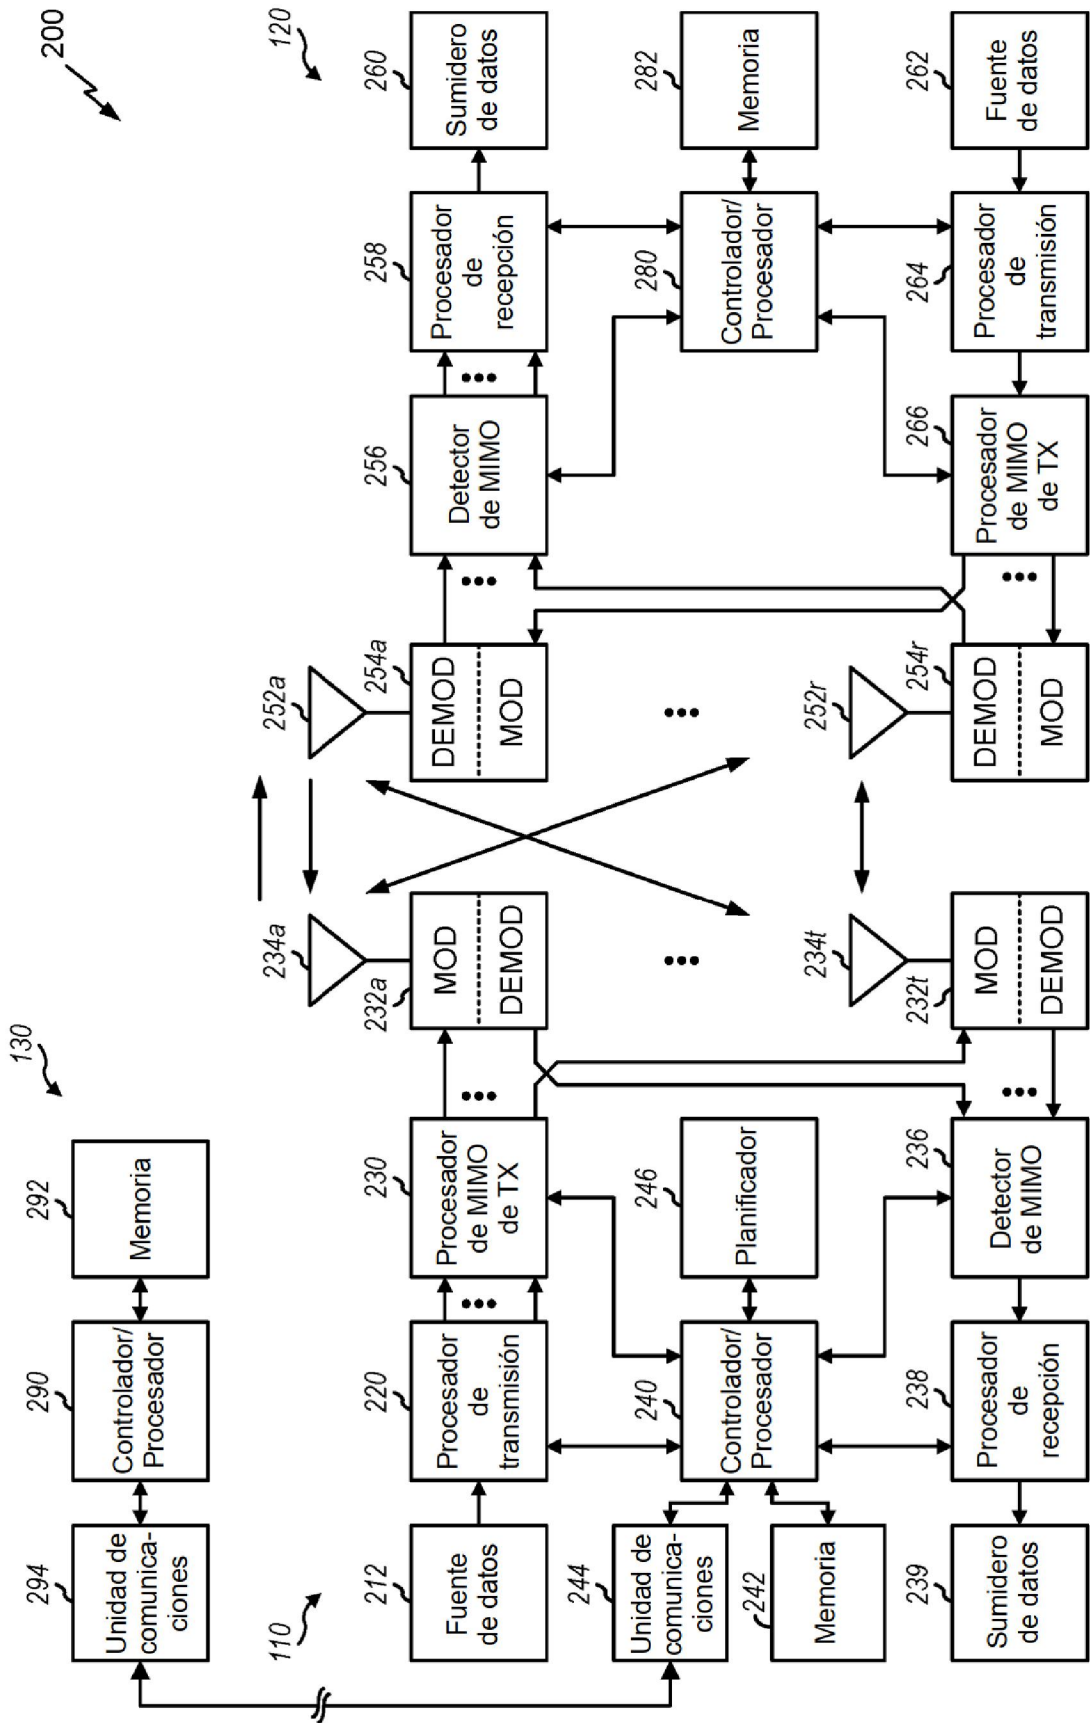 200
130
294
Unidad de
comunica-
ciones
290
Controlador/
Procesador
292
Memoria
110
212
Fuente
de datos
220
Procesador
de
transmisión
230
Procesador
de MIMO
de TX
234a
232a
MOD
DEMOD
252a
254a
DEMOD
MOD
256
Detector
de MIMO
258
Procesador
de
recepción
260
Sumidero
de datos
120
244
Unidad de
comunica-
ciones
242
Memoria
240
Controlador/
Procesador
246
Planificador
280
Controlador/
Procesador
282
Memoria
239
Sumidero
de datos
238
Procesador
de
recepción
236
Detector
de MIMO
234t
232t
MOD
DEMOD
252r
254r
DEMOD
MOD
266
Procesador
de MIMO
de TX
264
Procesador
de
transmisión
262
Fuente
de datos